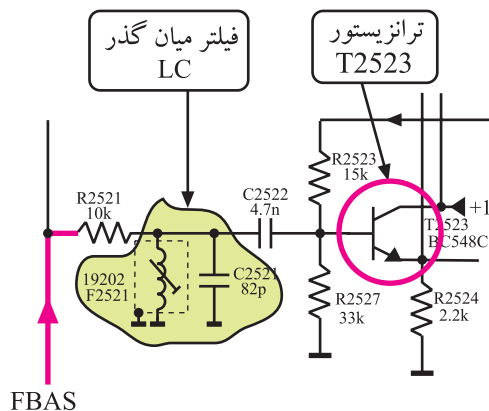 فیلتر میان گذر
LC
ترانزیستور
T2523
R2521
10k
C2522
4.7n
R2523
15k
+1
T2523
BC548C
19202
F2521
C2521
82p
R2527
33k
R2524
2.2k
FBAS